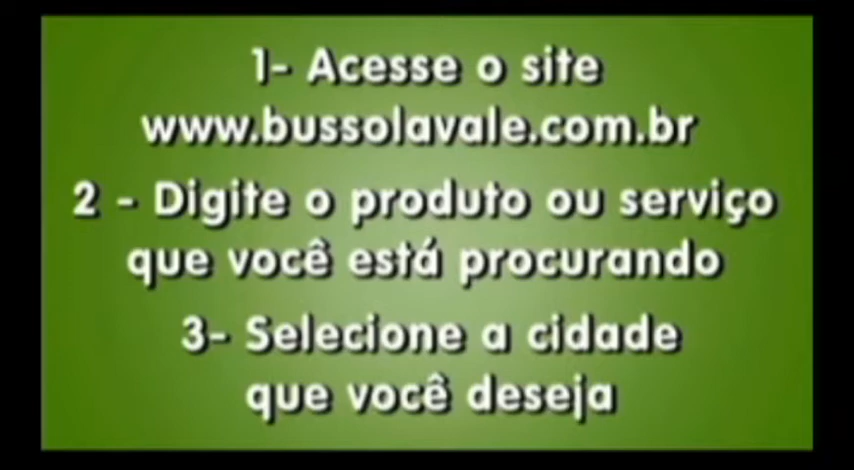 1- Acesse o site
www.bussolavale.com.br
2 - Digite o produto ou serviço
que você está procurando
3- Selecione a cidade
que você deseja